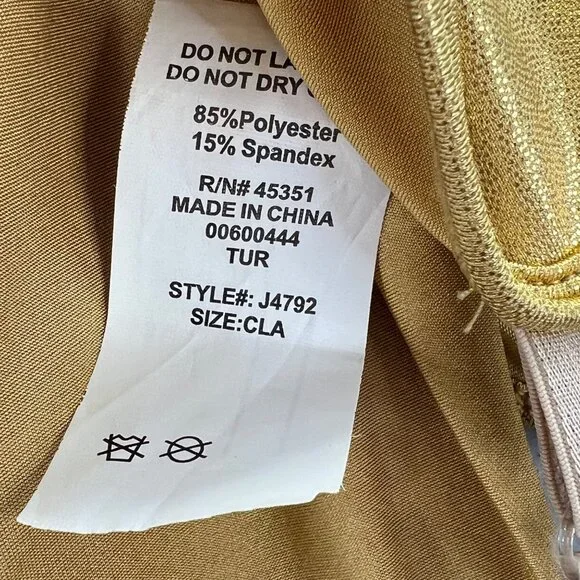 DO NOT
DO NOT DRY
85%Polyester
15% Spandex
R/N# 45351
MADE IN CHINA
00600444
TUR
STYLE#: J4792
SIZE:CLA